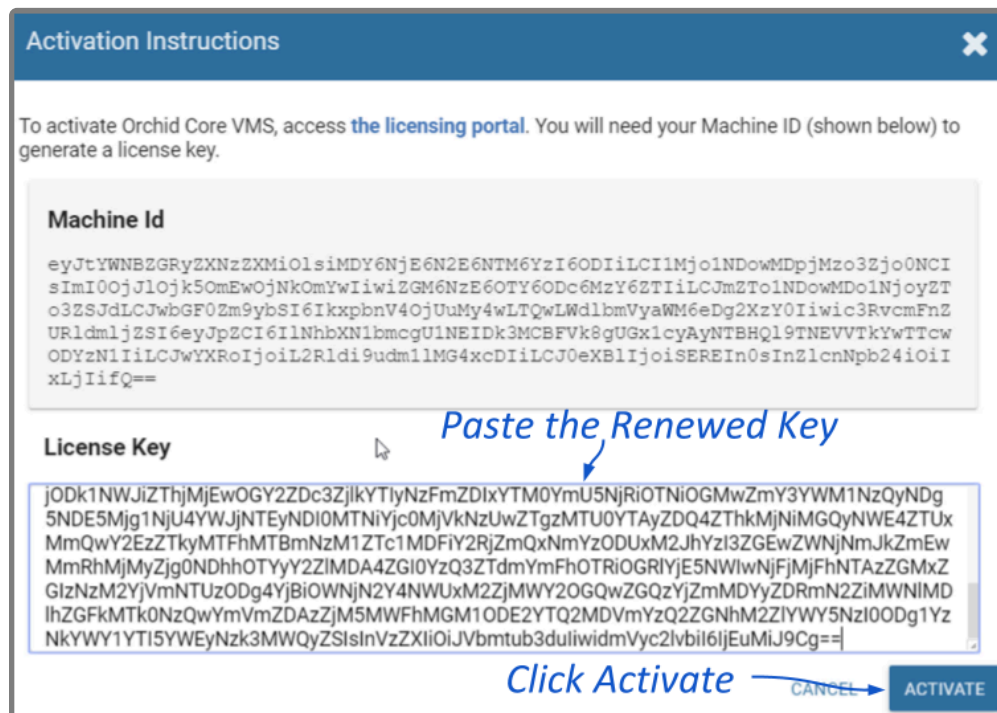 Activation Instructions
To activate Orchid Core VMS, access the licensing portal. You will need your Machine ID (shown below) to
generate a license key.
Machine Id
eyJtYWNBZGRyZXNzZXMiOlsiMDY6NjE6N2E6NTM6YzI6ODIiLCI1Mjo1NDowMDpjMzo3Zjo0NCI
sImI0OjJlOjk5OmEwOjNkOmYwIiwiZGM6NzE6OTY6ODc6MzY6ZTIiLCJmZTo1NDowMDo1NjoyZT
o3ZSJdLCJwbGF0Zm9ybSI6IkxpbnV4OjUuMy4wLTQwLWdlbmVyaWM6eDg2XzY0Iiwic3RvcmFnZ
URldmljZSI6eyJpZCI6IlNhbXN1bmcgU1NEIDk3MCBFVk8gUGx1cyAyNTBHQl9TNEVVTkYwTTcw
ODYzN1IiLCJwYXRoIjoiL2Rldi9udm1lMG4xcDIiLCJ0eXBlIjoiSEREIn0sInZlcnNpb24iOiI
xLjIifQ==
License Key
Paste the Renewed Key
jODk1NWJiZThjMjEwOGY2ZDc3ZjlkYTIyNzFmZDIxYTM0YmU5NjRiOTNiOGMwZmY3YWM1NzQyNDg
5NDE5Mjg1NjU4YWJjNTEyNDI0MTNiYjc0MjVkNzUwZTgzMTU0YTAyZDQ4ZThkMjNiMGQyNWE4ZTUx
MmQwY2EzZTkyMTFhMTBmNzM1ZTc1MDFiY2RjZmQxNmYzODUxM2JhYzI3ZGEwZWNjNmJkZmEw
MmRhMjMyZjg0NDhhOTYyY2ZlMDA4ZGI0YzQ3ZTdmYmFhOTRiOGRlYjE5NWIwNjFjMjFhNTAzZGMxZ
GIzNzM2YjVmNTUzODg4YjBiOWNjN2Y4NWUxM2ZjMWY2OGQwZGQzYjZmMDYyZDRmN2ZiMWNlMD
lhZGFkMTk0NzQwYmVmZDAzZjM5MWFhMGM1ODE2YTQ2MDVmYzQ2ZGNhM2ZlYWY5NzI0ODg1Yz
NkYWY1YTI5YWEyNzk3MWQyZSIsInVzZXIiOiJVbmtub3duIiwidmVyc2lvbiI6IjEuMiJ9Cg==
Click Activate
CANCEL
ACTIVATE